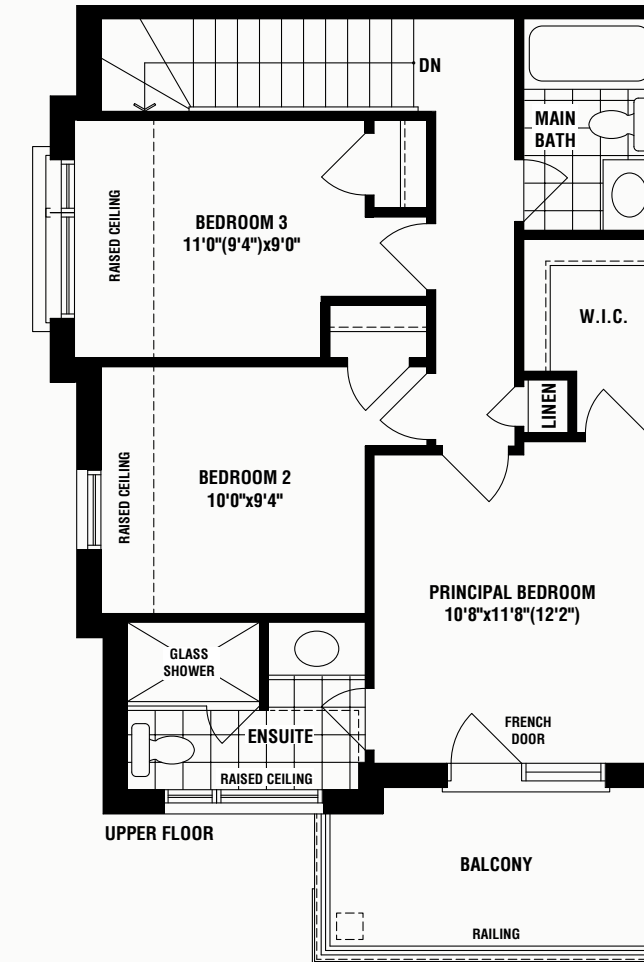 DN
MAIN
BATH
BEDROOM 3
11'0"(9'4")x9'0"
RAISED CEILING
W.I.C.
LINEN
BEDROOM 2
10'0"x9'4"
RAISED CEILING
PRINCIPAL BEDROOM
10'8"x11'8"(12'2")
GLASS
SHOWER
ENSUITE
RAISED CEILING
FRENCH
DOOR
UPPER FLOOR
BALCONY
RAILING